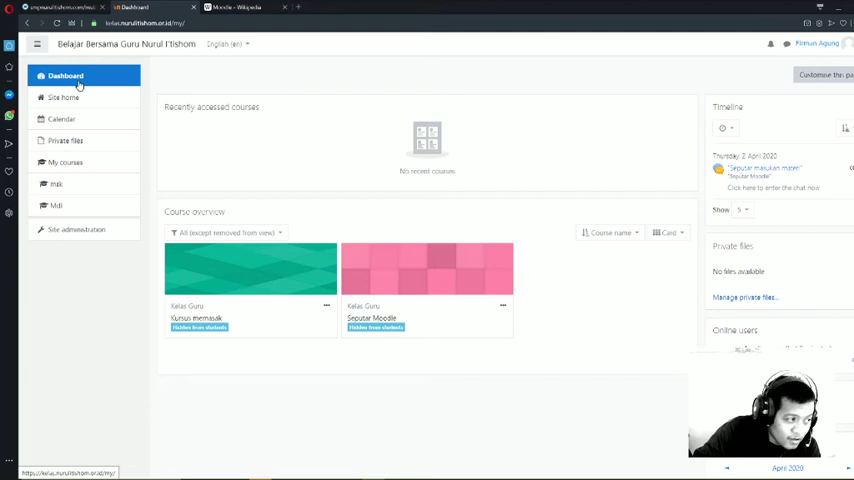 Dashboard
Moodle - Wikipedia
kelas.nurulitishom.or.id/my/
Belajar Bersama Guru Nurul I'tishom
English (en)
Firman Agung
Dashboard
Site home
Calendar
Private files
My courses
msk
Mdl
Site administration
Customise this pa
Recently accessed courses
No recent courses
Course overview
All (except removed from view)
Course name
Card
Kelas Guru
Kursus memasak
Hidden from students
Kelas Guru
Seputar Moodle
Hidden from students
Timeline
Thursday, 2 April 2020
"Seputar masukan materi"
"Seputar Moodle"
Click here to enter the chat now
Show 5
Private files
No files available
Manage private files...
Online users
April 2020
https://kelas.nurulitishom.or.id/my/